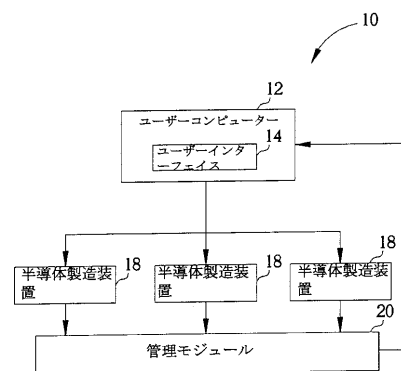 10
12
ユーザーコンピューター
14
ユーザーインタ
ーフェイス
18
半導体製造装
置
18
半導体製造装
置
18
半導体製造装
置
20
管理モジュール